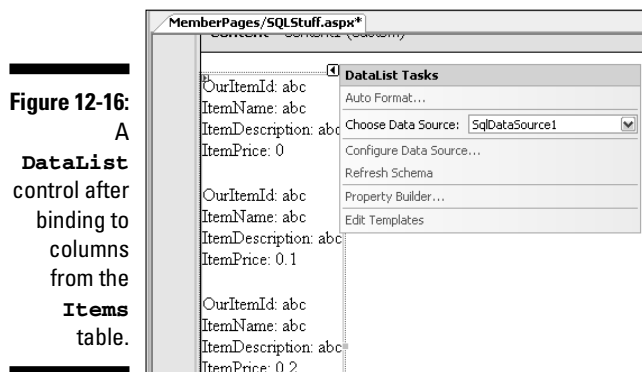 MemberPages/SQLStuff.aspx*
Content - Content1 (Custom)
Figure 12-16:
A
DataList
control after
binding to
columns
from the
Items
table.
OurItemId: abc
ItemName: abc
ItemDescription: abc
ItemPrice: 0
OurItemId: abc
ItemName: abc
ItemDescription: abc
ItemPrice: 0.1
OurItemId: abc
ItemName: abc
ItemDescription: abc
ItemPrice: 0.2
DataList Tasks
Auto Format...
Choose Data Source: SqlDataSource1
Configure Data Source...
Refresh Schema
Property Builder...
Edit Templates